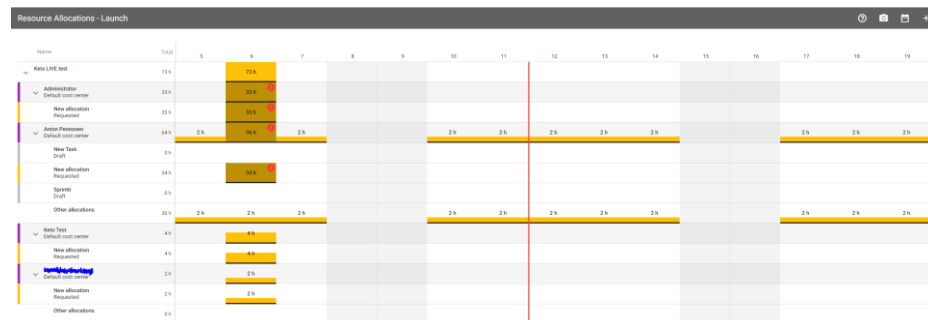 Resource Allocations - Launch
Name Total 5 6 7 8 9 10 11 12 13 14 15 16 17 18 19
Keto LIVE test 73 h 73 h
Administrator 33 h 33 h
Default cost center
New allocation 33 h 33 h
Requested
Anton Pennonen 64 h 2 h 36 h 2 h 2 h 2 h 2 h 2 h 2 h 2 h 2 h 2 h
Default cost center
New Task 0 h
Draft
New allocation 34 h 34 h
Requested
Sprint0 0 h
Draft
Other allocations 30 h 2 h 2 h 2 h 2 h 2 h 2 h 2 h 2 h 2 h 2 h 2 h
Keto Test 4 h 4 h
Default cost center
New allocation 4 h 4 h
Requested
2 h 2 h
Default cost center
New allocation 2 h 2 h
Requested
Other allocations 0 h